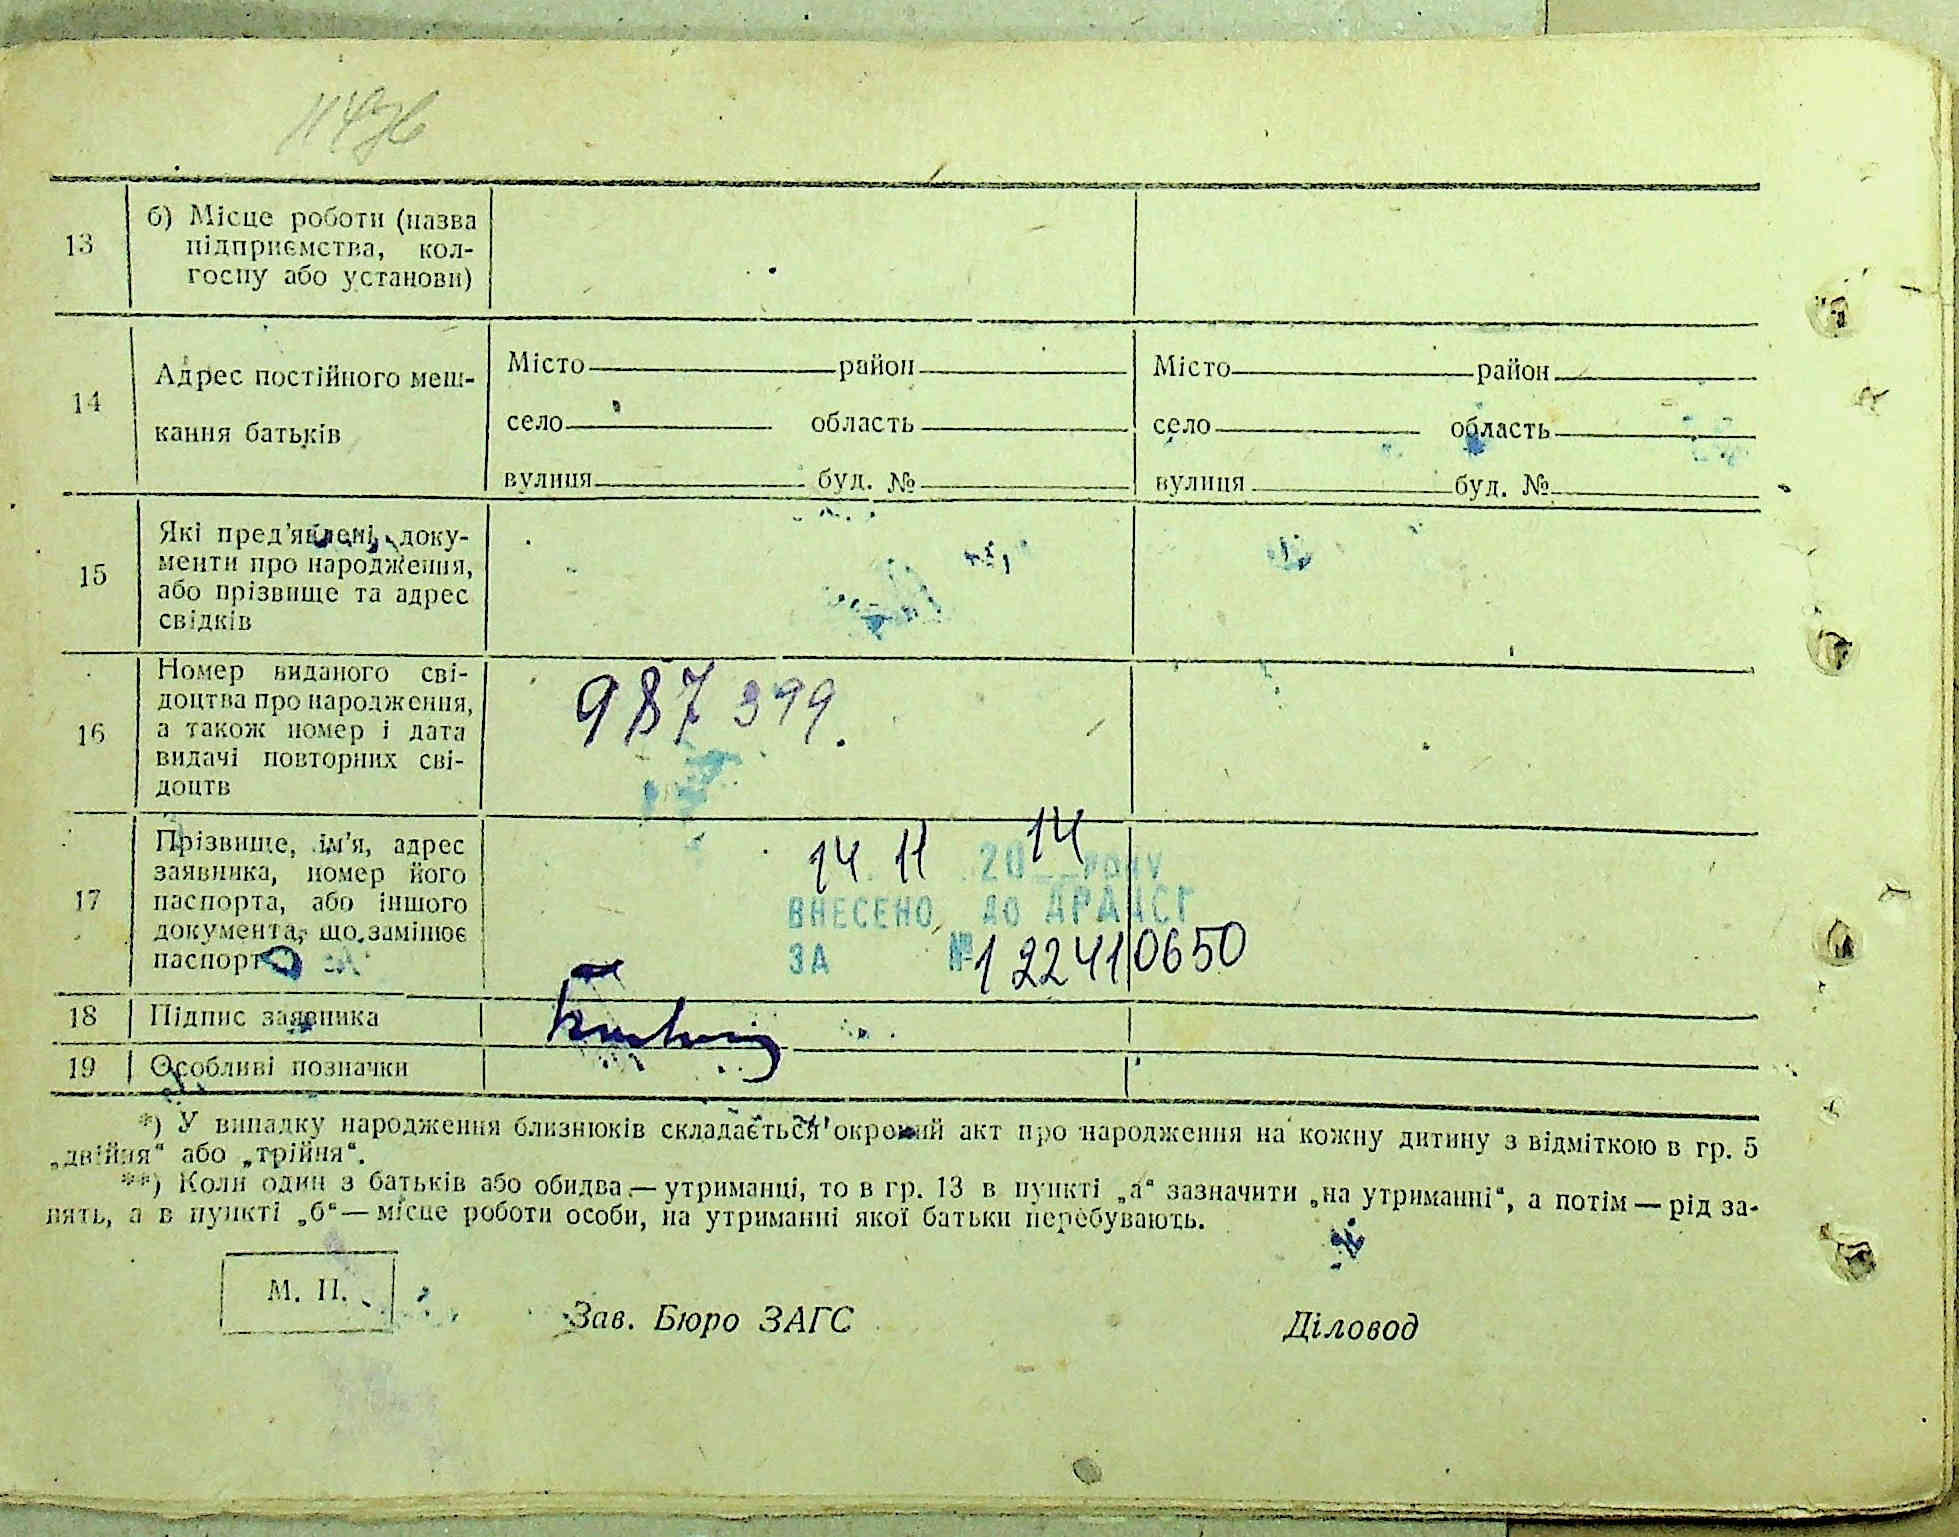 13
б) Місце роботи (назва
підприємства, кол-
госпу або установи)
14
Адрес постійного меш-
кання батьків
Місто район
село область
вулиця буд. №
Місто район
село область
вулиця буд. №
15
Які пред’явлені доку-
менти про народження,
або прізвище та адрес
свідків
16
Номер виданого сві-
доцтва про народження,
а також номер і дата
видачі повторних сві-
доцтв
987 399.
17
Прізвище, ім’я, адрес
заявника, номер його
паспорта, або іншого
документа, що замінює
паспорт
14 11 2014 року
ВНЕСЕНО ДО ДРАЦСГ
ЗА № 122410650
18
Підпис заявника
19
Особливі позначки
*) У випадку народження близнюків складається окромий акт про народження на кожну дитину з відміткою в гр. 5
„двійня“ або „трійня“.
**) Коли один з батьків або обидва — утриманці, то в гр. 13 в пункті „а“ зазначити „на утриманні“, а потім — рід за-
нять, а в пункті „б“ — місце роботи особи, на утриманні якої батьки перебувають.
М. П.
Зав. Бюро ЗАГС
Діловод